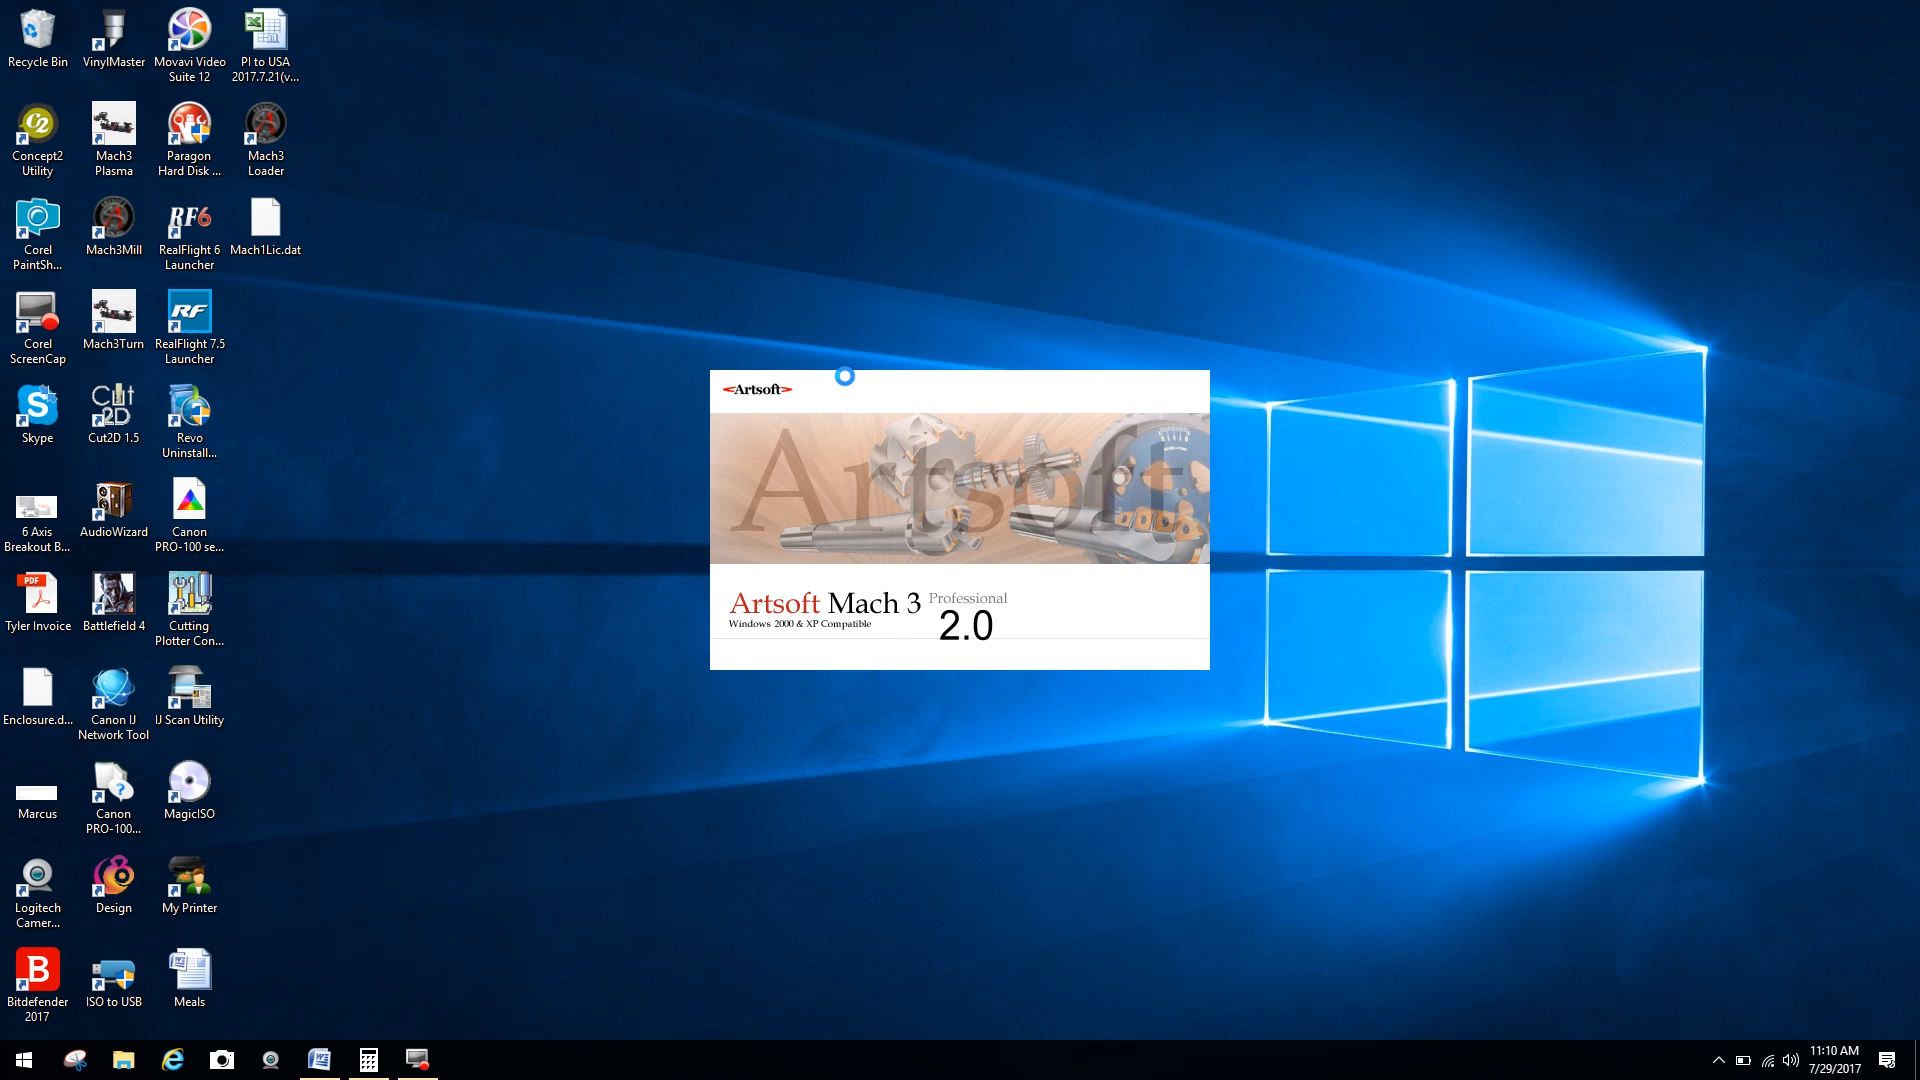 Recycle Bin
VinylMaster
Movavi Video
Suite 12
PI to USA
2017.7.21(v...
Concept2
Utility
Mach3
Plasma
Paragon
Hard Disk ...
Mach3
Loader
Corel
PaintSh...
Mach3Mill
RF6
RealFlight 6
Launcher
Mach1Lic.dat
Corel
ScreenCap
Mach3Turn
RF
RealFlight 7.5
Launcher
S
Skype
Cut
2D
Cut2D 1.5
Revo
Uninstall...
6 Axis
Breakout B...
AudioWizard
Canon
PRO-100 se...
PDF
Tyler Invoice
Battlefield 4
Cutting
Plotter Con...
Enclosure.d...
Canon IJ
Network Tool
IJ Scan Utility
Marcus
Canon
PRO-100...
MagicISO
Logitech
Camer...
Design
My Printer
B
Bitdefender
2017
ISO to USB
Meals
<Artsoft>
Artsoft
Artsoft Mach 3 Professional
Windows 2000 & XP Compatible
2.0
11:10 AM
7/29/2017